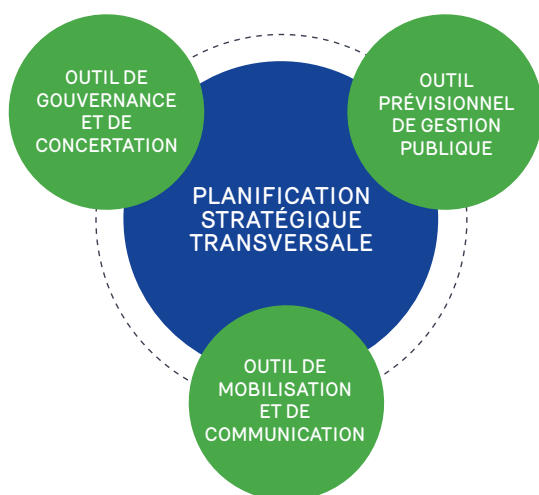 OUTIL DE
GOUVERNANCE
ET DE
CONCERTATION
OUTIL
PRÉVISIONNEL
DE GESTION
PUBLIQUE
PLANIFICATION
STRATÉGIQUE
TRANSVERSALE
OUTIL DE
MOBILISATION
ET DE
COMMUNICATION